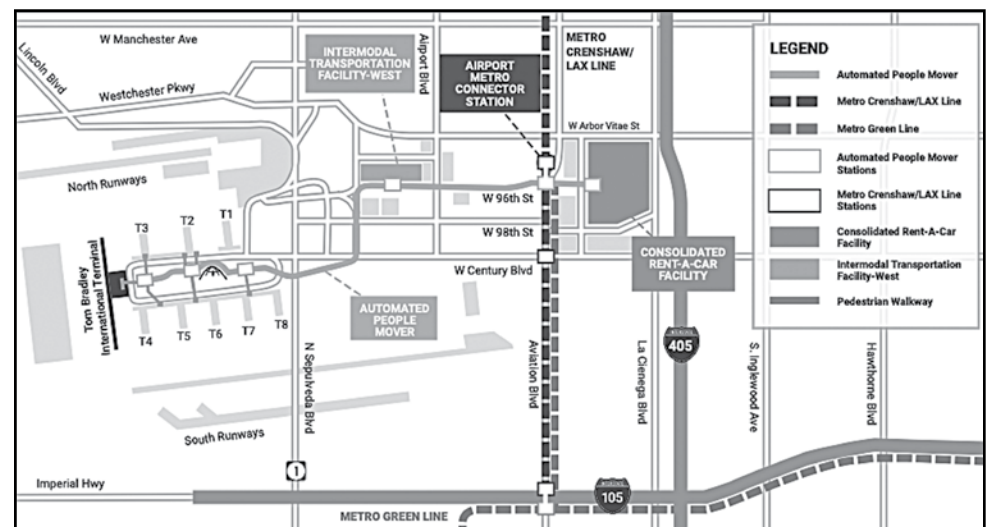 W Manchester Ave
Lincoln Blvd
Westchester Pkwy
INTERMODAL
TRANSPORTATION
FACILITY-WEST
Airport Blvd
AIRPORT
METRO
CONNECTOR
STATION
METRO
CRENSHAW/
LAX LINE
W Arbor Vitae St
North Runways
W 96th St
W 98th St
W Century Blvd
T3
T2
T1
Tom Bradley
International Terminal
T4
T5
T6
T7
T8
AUTOMATED
PEOPLE
MOVER
CONSOLIDATED
RENT-A-CAR
FACILITY
N Sepulveda Blvd
Aviation Blvd
La Cienega Blvd
405
S. Inglewood Ave
Hawthorne Blvd
South Runways
1
Imperial Hwy
105
METRO GREEN LINE
LEGEND
Automated People Mover
Metro Crenshaw/LAX Line
Metro Green Line
Automated People Mover
Stations
Metro Crenshaw/LAX Line
Stations
Consolidated Rent-A-Car
Facility
Intermodal Transportation
Facility-West
Pedestrian Walkway